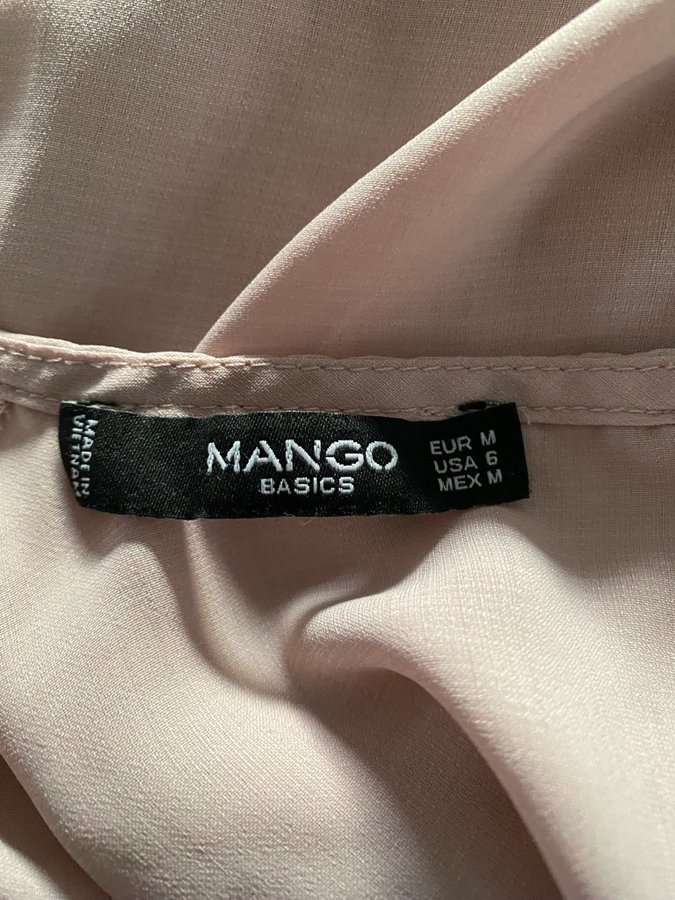 MADE IN
VIETNAM
MANGO
BASICS
EUR M
USA 6
MEX M